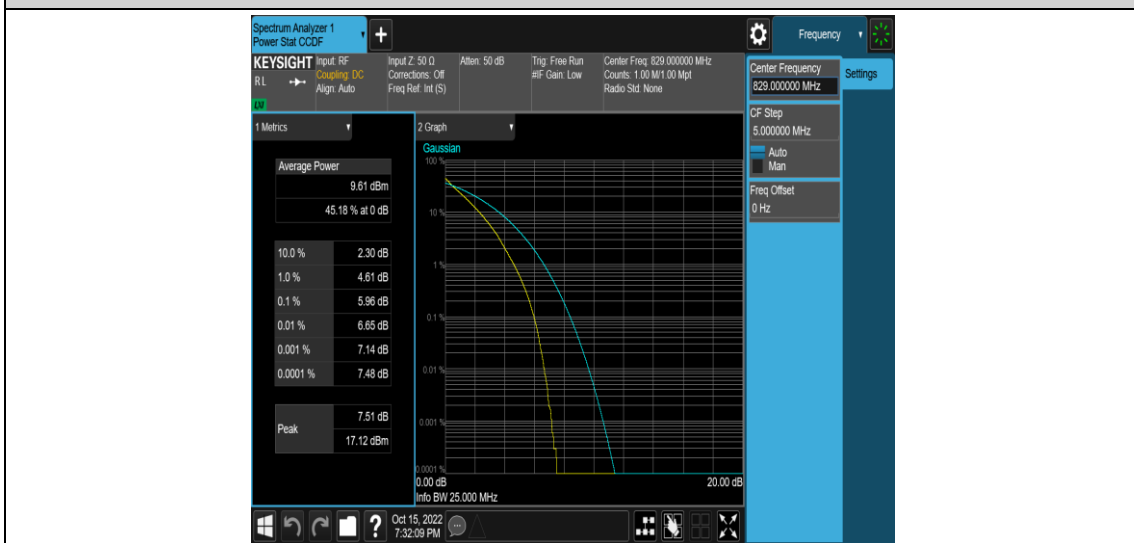 Spectrum Analyzer 1
Power Stat CCDF
+
Frequency
KEYSIGHT
RL
LXI
Input: RF
Coupling: DC
Align: Auto
Input Z: 50 Ω
Corrections: Off
Freq Ref: Int (S)
Atten: 50 dB
Trig: Free Run
#IF Gain: Low
Center Freq: 829.000000 MHz
Counts: 1.00 M/1.00 Mpt
Radio Std: None
Center Frequency
829.000000 MHz
Settings
CF Step
5.000000 MHz
Auto
Man
Freq Offset
0 Hz
1 Metrics
Average Power
9.61 dBm
45.18 % at 0 dB
10.0 % 2.30 dB
1.0 % 4.61 dB
0.1 % 5.96 dB
0.01 % 6.65 dB
0.001 % 7.14 dB
0.0001 % 7.48 dB
Peak
7.51 dB
17.12 dBm
2 Graph
Gaussian
100 %
10 %
1 %
0.1 %
0.01 %
0.001 %
0.0001 %
0.00 dB 20.00 dB
Info BW 25.000 MHz
?
Oct 15, 2022
7:32:09 PM